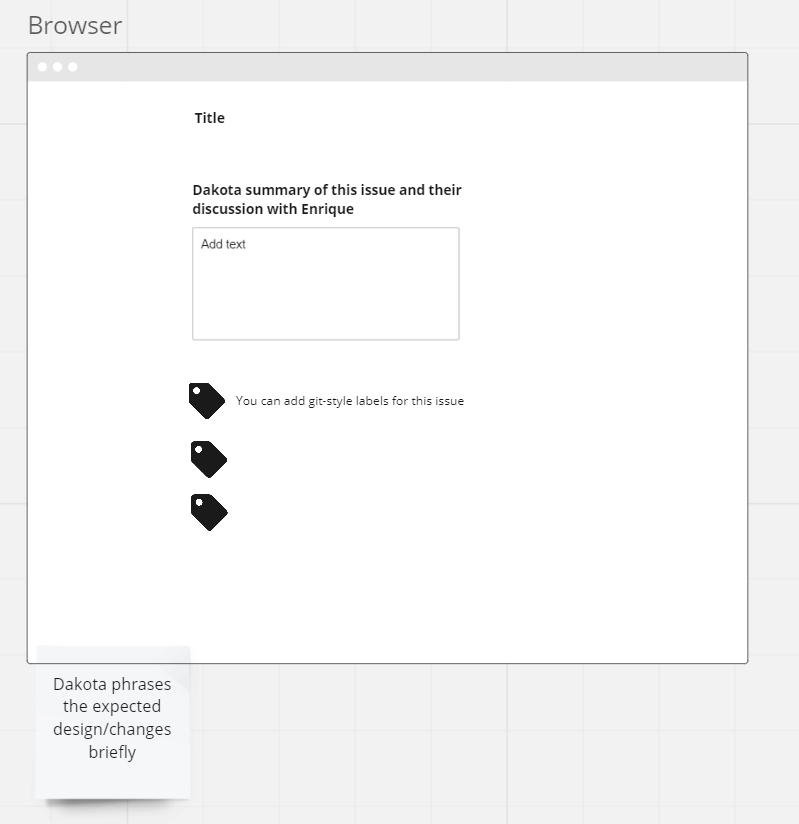 Browser
Title
Dakota summary of this issue and their
discussion with Enrique
Add text
You can add git-style labels for this issue
Dakota phrases
the expected
design/changes
briefly